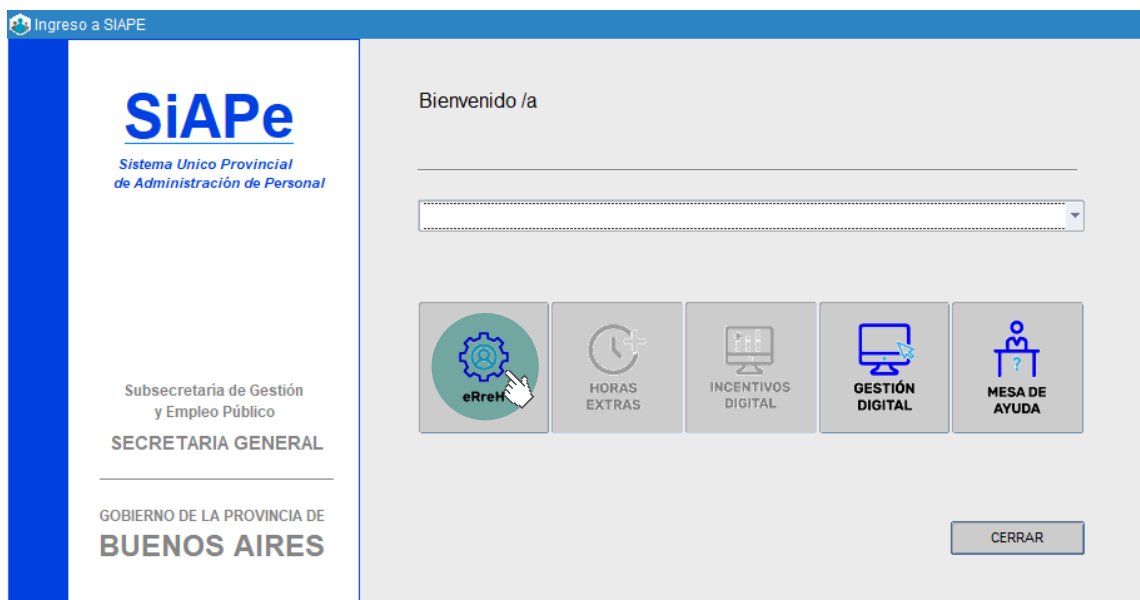 Ingreso a SIAPE
SiAPe
Sistema Unico Provincial
de Administración de Personal
Subsecretaría de Gestión
y Empleo Público
SECRETARIA GENERAL
GOBIERNO DE LA PROVINCIA DE
BUENOS AIRES
Bienvenido /a
eRreH
HORAS
EXTRAS
INCENTIVOS
DIGITAL
GESTIÓN
DIGITAL
?
MESA DE
AYUDA
CERRAR